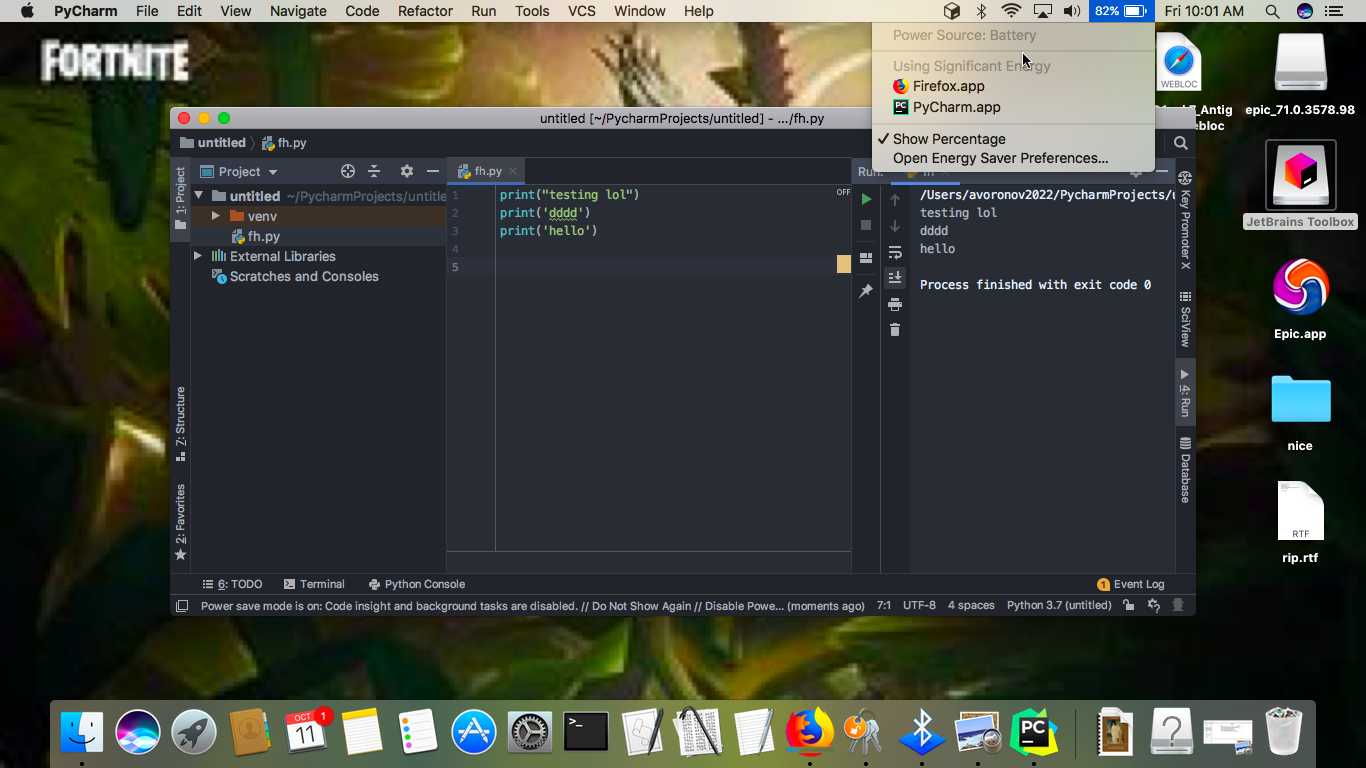 PyCharm File Edit View Navigate Code Refactor Run Tools VCS Window Help 82% Fri 10:01 AM
FORTNITE
Power Source: Battery
Using Significant Energy
Firefox.app
PyCharm.app
Show Percentage
Open Energy Saver Preferences...
WEBLOC
epic_71.0.3578.98
untitled [~/PycharmProjects/untitled] - .../fh.py
untitled fh.py
1: Project
Project
untitled ~/PycharmProjects/untitle
venv
fh.py
External Libraries
Scratches and Consoles
7: Structure
2: Favorites
fh.py
1 print("testing lol")
2 print('dddd')
3 print('hello')
4
5
OFF
Run:
/Users/avoronov2022/PycharmProjects/u
testing lol
dddd
hello
Process finished with exit code 0
Key Promoter X
SciView
4: Run
Database
JetBrains Toolbox
Epic.app
nice
RTF
rip.rtf
6: TODO Terminal Python Console 1 Event Log
Power save mode is on: Code insight and background tasks are disabled. // Do Not Show Again // Disable Powe... (moments ago) 7:1 UTF-8 4 spaces Python 3.7 (untitled)
OCT
11
1
>_
PC
?